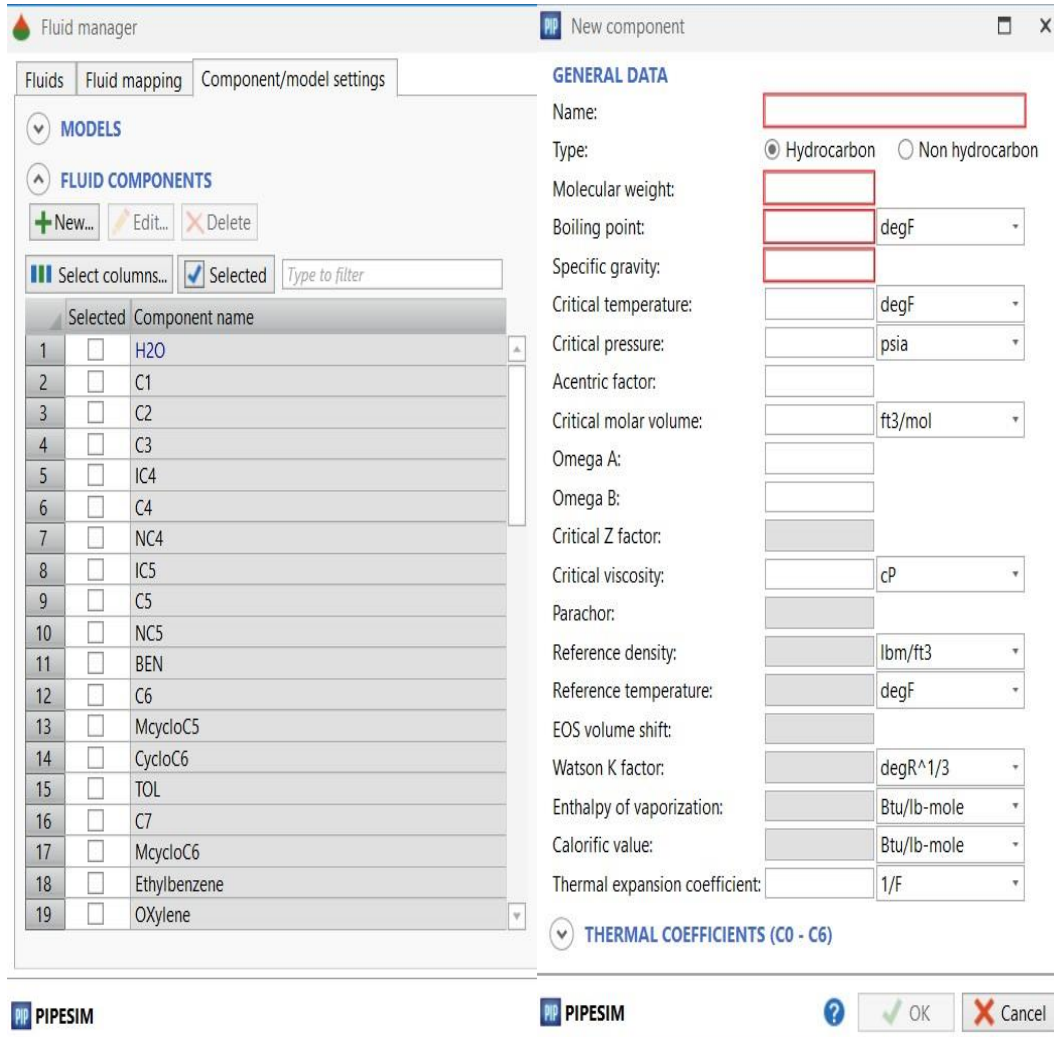 Fluid manager
Fluids Fluid mapping Component/model settings
MODELS
FLUID COMPONENTS
New... Edit... Delete
Select columns... Selected Type to filter
Selected Component name
1 H2O
2 C1
3 C2
4 C3
5 IC4
6 C4
7 NC4
8 IC5
9 C5
10 NC5
11 BEN
12 C6
13 McycloC5
14 CycloC6
15 TOL
16 C7
17 McycloC6
18 Ethylbenzene
19 OXylene
PIP PIPESIM
PIP New component
GENERAL DATA
Name:
Type: Hydrocarbon Non hydrocarbon
Molecular weight:
Boiling point: degF
Specific gravity:
Critical temperature: degF
Critical pressure: psia
Acentric factor:
Critical molar volume: ft3/mol
Omega A:
Omega B:
Critical Z factor:
Critical viscosity: cP
Parachor:
Reference density: lbm/ft3
Reference temperature: degF
EOS volume shift:
Watson K factor: degR^1/3
Enthalpy of vaporization: Btu/lb-mole
Calorific value: Btu/lb-mole
Thermal expansion coefficient: 1/F
THERMAL COEFFICIENTS (C0 - C6)
PIP PIPESIM ? OK Cancel